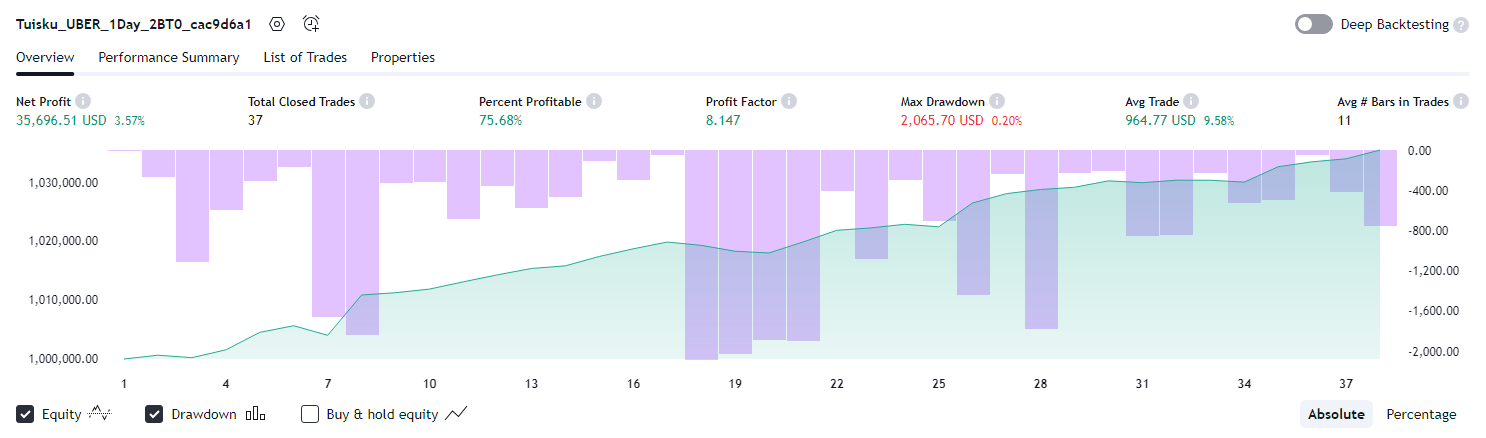 Tuisku_UBER_1Day_2BT0_cac9d6a1 Deep Backtesting ?
Overview Performance Summary List of Trades Properties
Net Profit Total Closed Trades Percent Profitable Profit Factor Max Drawdown Avg Trade Avg # Bars in Trades
35,696.51 USD 3.57% 37 75.68% 8.147 2,065.70 USD 0.20% 964.77 USD 9.58% 11
0.00
1,030,000.00
-400.00
-800.00
1,020,000.00
-1,200.00
1,010,000.00
-1,600.00
-2,000.00
1,000,000.00
1 4 7 10 13 16 19 22 25 28 31 34 37
Equity Drawdown Buy & hold equity Absolute Percentage